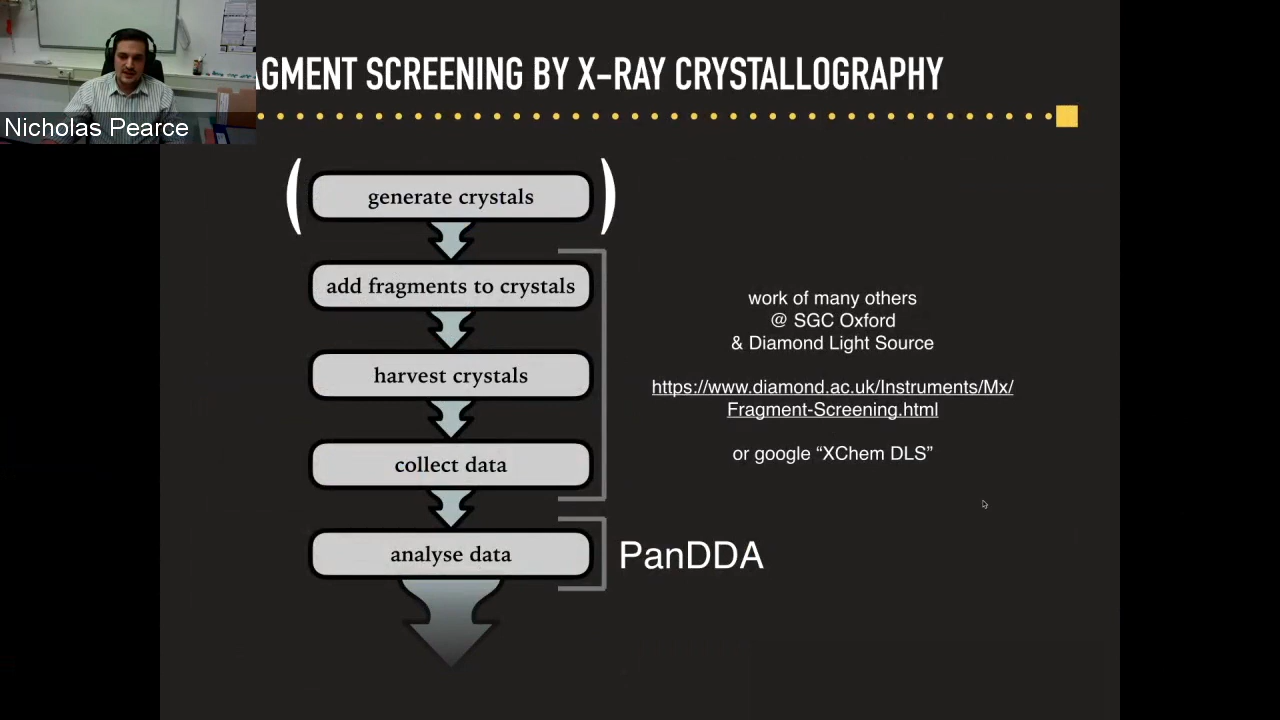 AGMENT SCREENING BY X-RAY CRYSTALLOGRAPHY
Nicholas Pearce
( generate crystals )
add fragments to crystals
harvest crystals
collect data
analyse data
work of many others
@ SGC Oxford
& Diamond Light Source
https://www.diamond.ac.uk/Instruments/Mx/
Fragment-Screening.html
or google “XChem DLS”
PanDDA